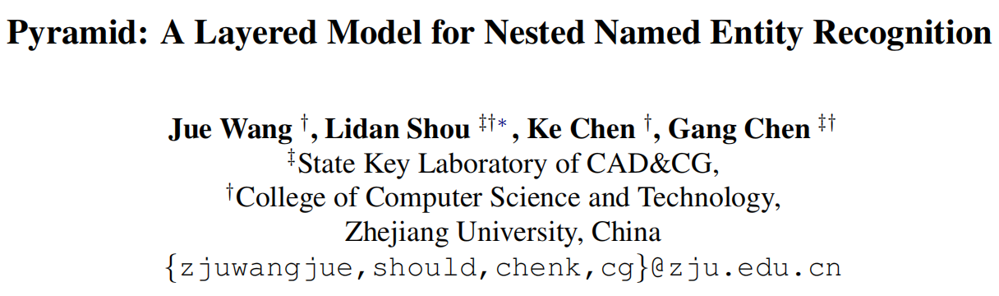 Pyramid: A Layered Model for Nested Named Entity Recognition
Jue Wang †, Lidan Shou ‡†*, Ke Chen †, Gang Chen ‡†
‡State Key Laboratory of CAD&CG,
†College of Computer Science and Technology,
Zhejiang University, China
{zjuwangjue,should,chenk,cg}@zju.edu.cn